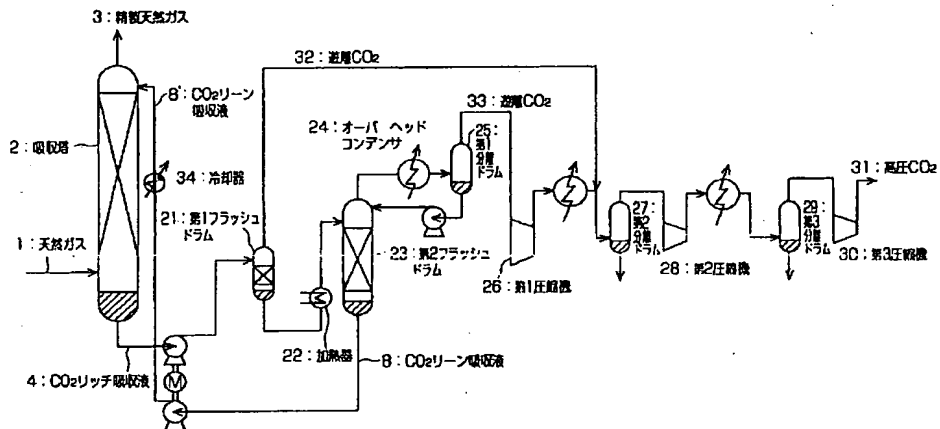 3：精製天然ガス
32：遊離CO2
8'：CO2リーン
吸収液
33：遊離CO2
24：オーバ ヘッド
コンデンサ
25：
第1
分離
ドラム
2：吸収塔
34：冷却器
31：高圧CO2
21：第1フラッシュ
ドラム
27：
第2
分離
ドラム
29：
第3
分離
ドラム
1：天然ガス
23：第2フラッシュ
ドラム
28：第2圧縮機
30：第3圧縮機
26：第1圧縮機
22：加熱器
8：CO2リーン吸収液
4：CO2リッチ吸収液
M